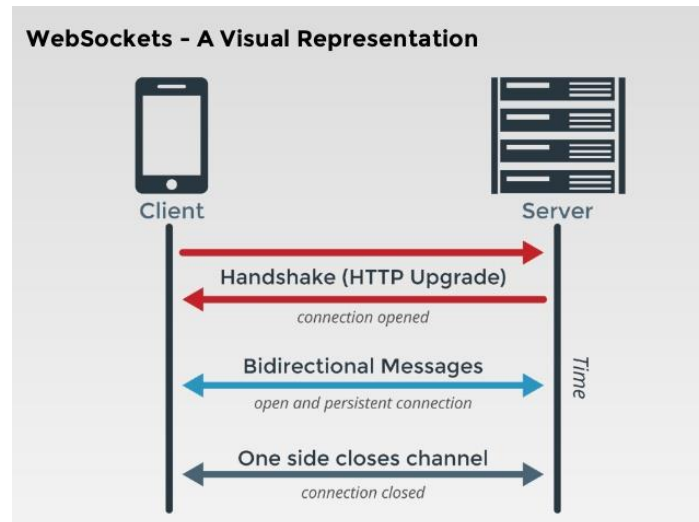 WebSockets - A Visual Representation
Client
Server
Handshake (HTTP Upgrade)
connection opened
Bidirectional Messages
open and persistent connection
Time
One side closes channel
connection closed